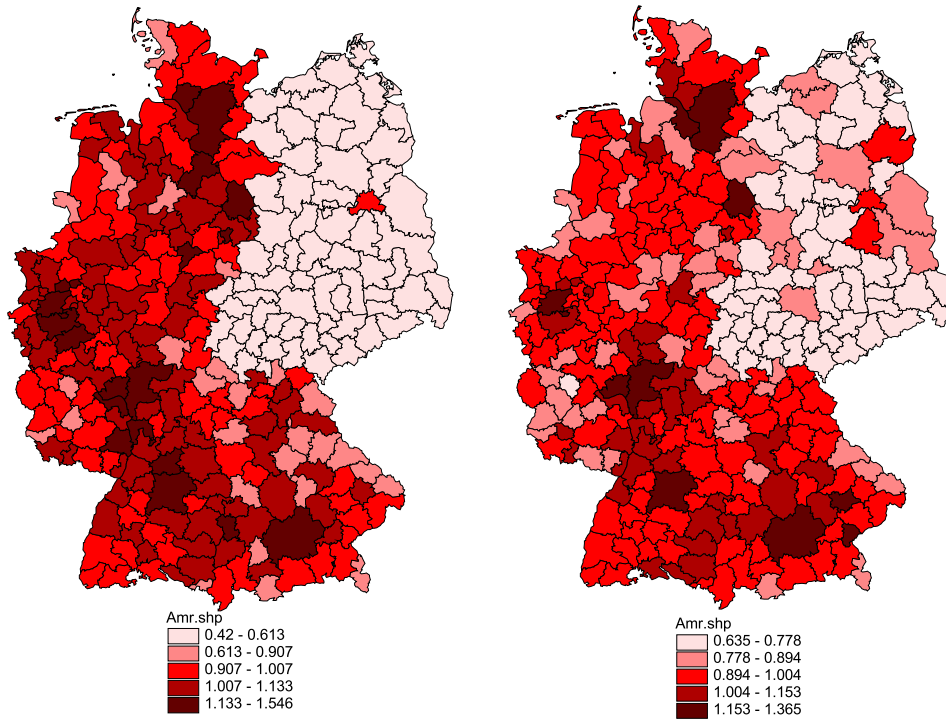 Amr.shp
0.42 - 0.613
0.613 - 0.907
0.907 - 1.007
1.007 - 1.133
1.133 - 1.546
Amr.shp
0.635 - 0.778
0.778 - 0.894
0.894 - 1.004
1.004 - 1.153
1.153 - 1.365